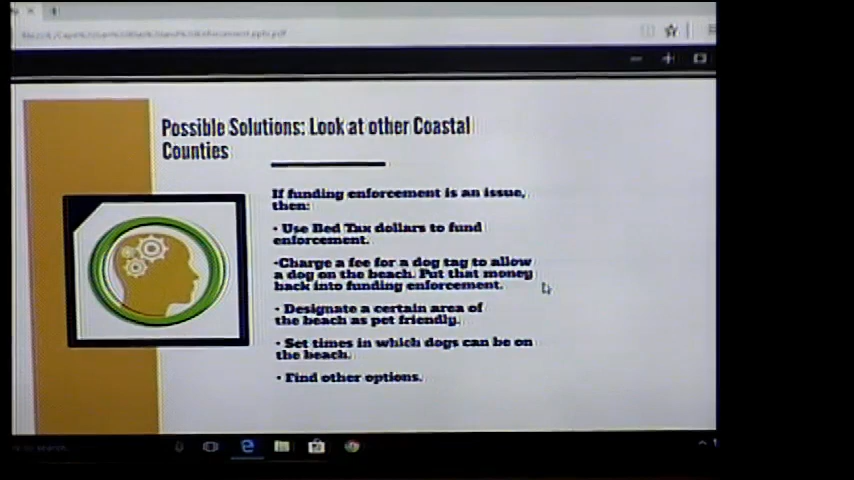 Possible Solutions: Look at other Coastal
Counties
If funding enforcement is an issue,
then:
• Use Bed Tax dollars to fund
enforcement.
•Charge a fee for a dog tag to allow
a dog on the beach. Put that money
back into funding enforcement.
• Designate a certain area of
the beach as pet friendly.
• Set times in which dogs can be on
the beach.
• Find other options.